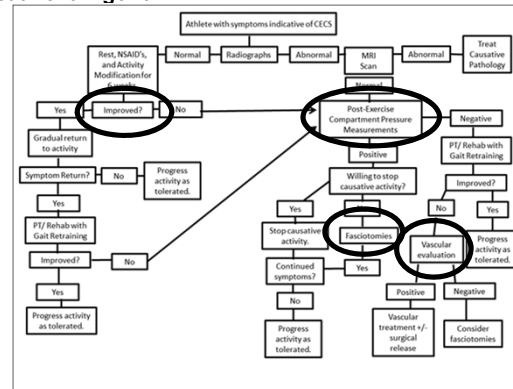 Athlete with symptoms indicative of CECS
Rest, NSAID's,
and Activity
Modification for
6 weeks
Normal
Radiographs
Abnormal
MRI
Scan
Abnormal
Treat
Causative
Pathology
Normal
Yes
Improved?
No
Post-Exercise
Compartment Pressure
Measurements
Negative
Gradual return
to activity
Positive
PT/ Rehab with
Gait Retraining
Symptom Return?
No
Progress
activity as
tolerated.
Willing to stop
causative activity?
Improved?
Yes
Yes
No
Yes
PT/ Rehab with
Gait Retraining
Stop causative
activity.
Fasciotomies
Vascular
evaluation
Progress
activity as
tolerated.
Improved?
No
Continued
symptoms?
Yes
Yes
No
Positive
Negative
Progress activity
as tolerated.
Progress
activity as
tolerated.
Vascular
treatment +/-
surgical
release
Consider
fasciotomies